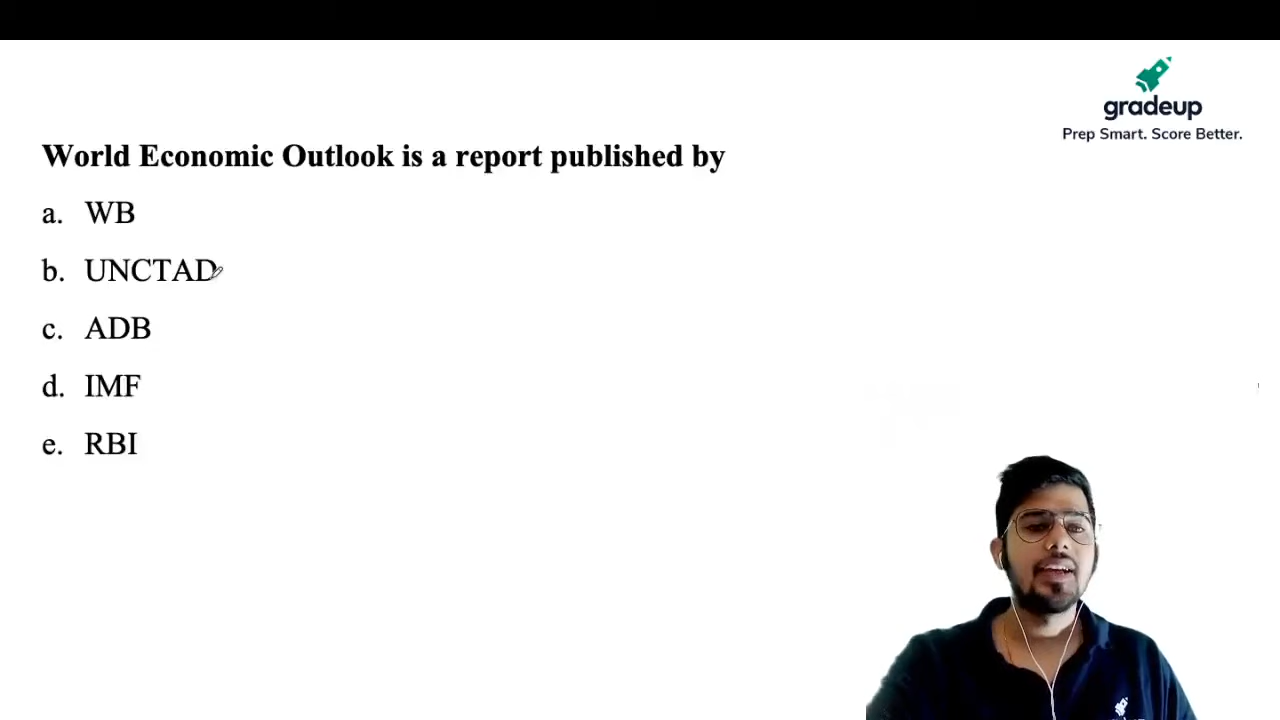 gradeup
Prep Smart. Score Better.
World Economic Outlook is a report published by
a. WB
b. UNCTAD
c. ADB
d. IMF
e. RBI